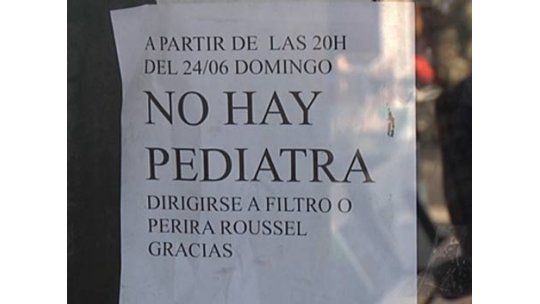 A PARTIR DE LAS 20H
DEL 24/06 DOMINGO
NO HAY
PEDIATRA
DIRIGIRSE A FILTRO O
PERIRA ROUSSEL
GRACIAS